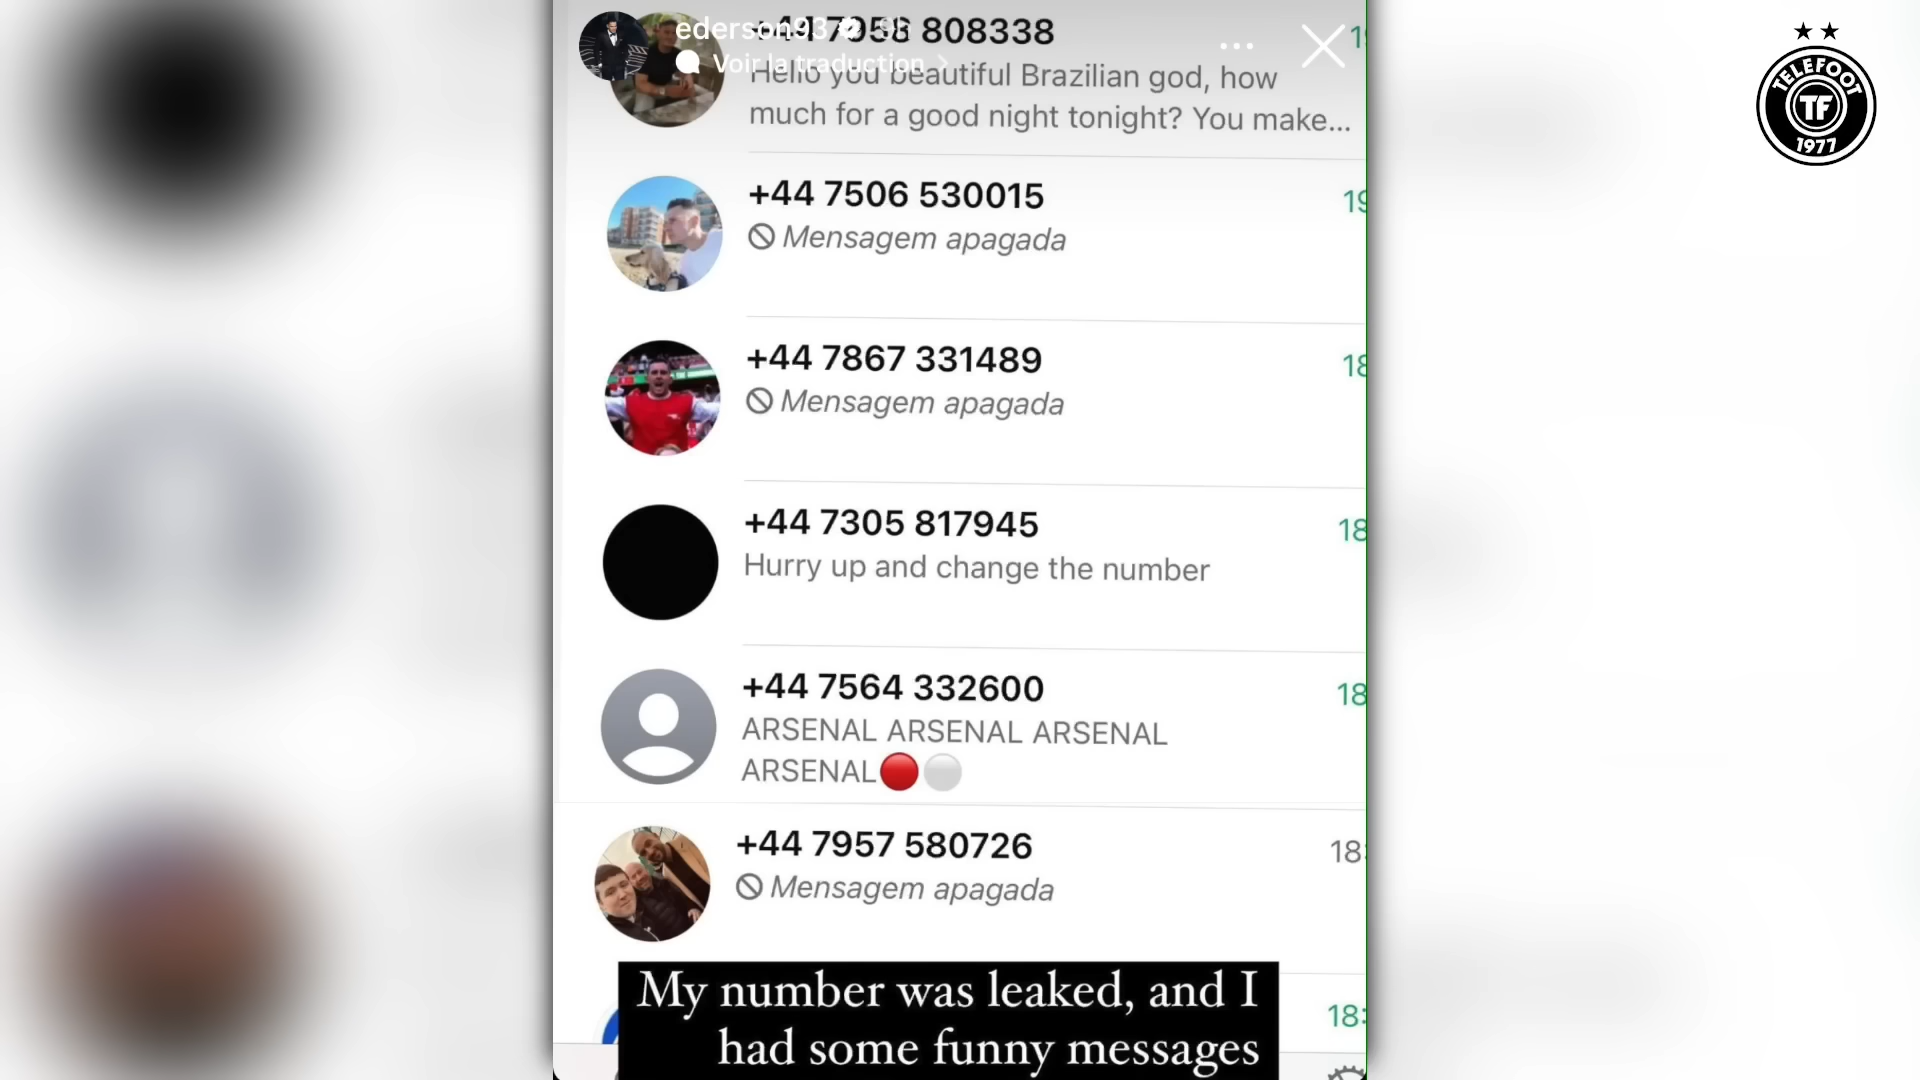 ederson93
808338
Voir la traduction
Hello you beautiful Brazilian god, how
much for a good night tonight? You make...
+44 7506 530015
Mensagem apagada
+44 7867 331489
Mensagem apagada
+44 7305 817945
Hurry up and change the number
+44 7564 332600
ARSENAL ARSENAL ARSENAL
ARSENAL🔴⚪
+44 7957 580726
Mensagem apagada
My number was leaked, and I
had some funny messages
TELEFOOT
TF
1977